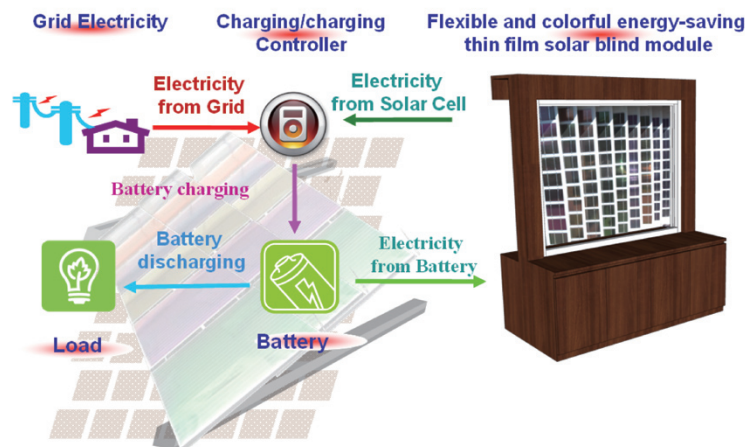 Grid Electricity
Charging/charging
Controller
Flexible and colorful energy-saving
thin film solar blind module
Electricity
from Grid
Electricity
from Solar Cell
Battery charging
Battery
discharging
Electricity
from Battery
Load
Battery